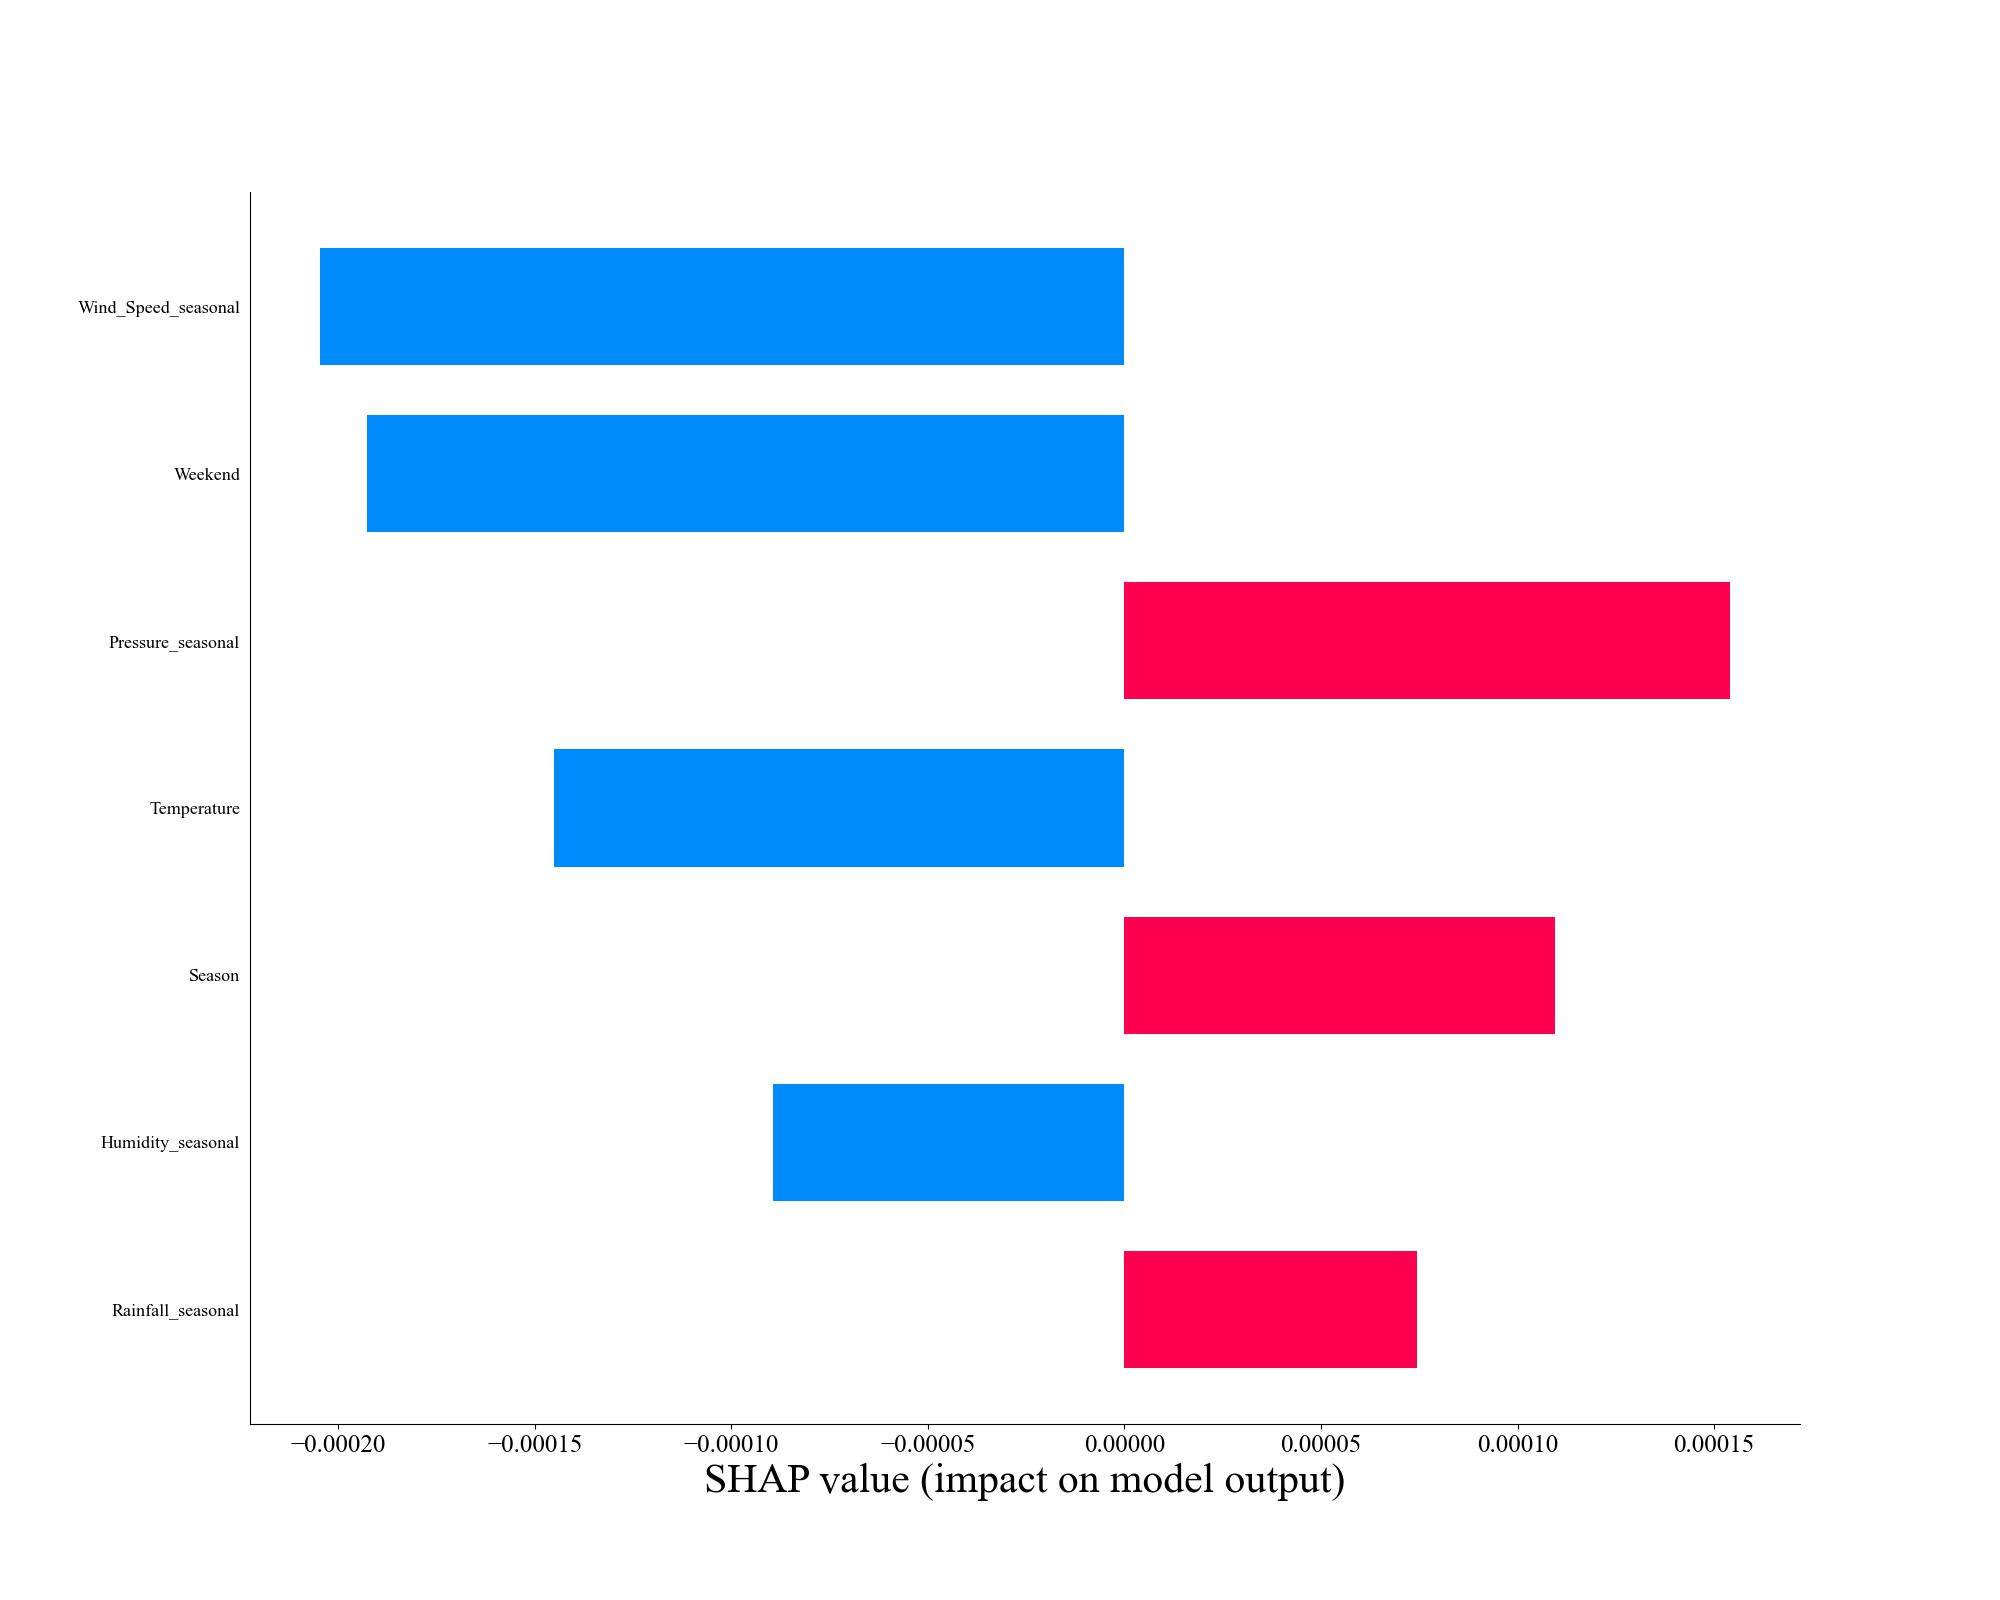 Wind_Speed_seasonal
Weekend
Pressure_seasonal
Temperature
Season
Humidity_seasonal
Rainfall_seasonal
−0.00020 −0.00015 −0.00010 −0.00005 0.00000 0.00005 0.00010 0.00015
SHAP value (impact on model output)